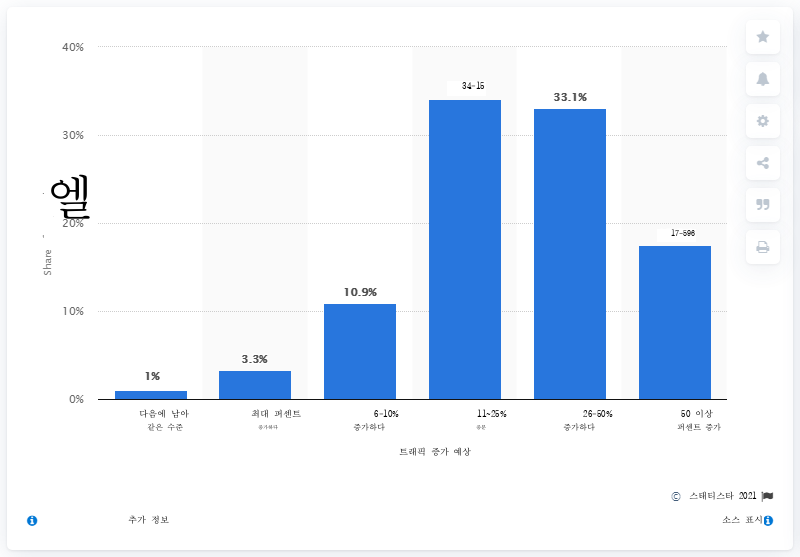 40%
34-15
33.1%
30%
엘
20%
17-596
Share
10.9%
10%
3.3%
1%
0%
다음에 남아 최대 퍼센트 6-10% 11-25% 26-50% 50 이상
같은 수준 증가하다 증가하다 퍼센트 증가
트래픽 증가 예상
© 스태티스타 2021
추가 정보 소스 표시